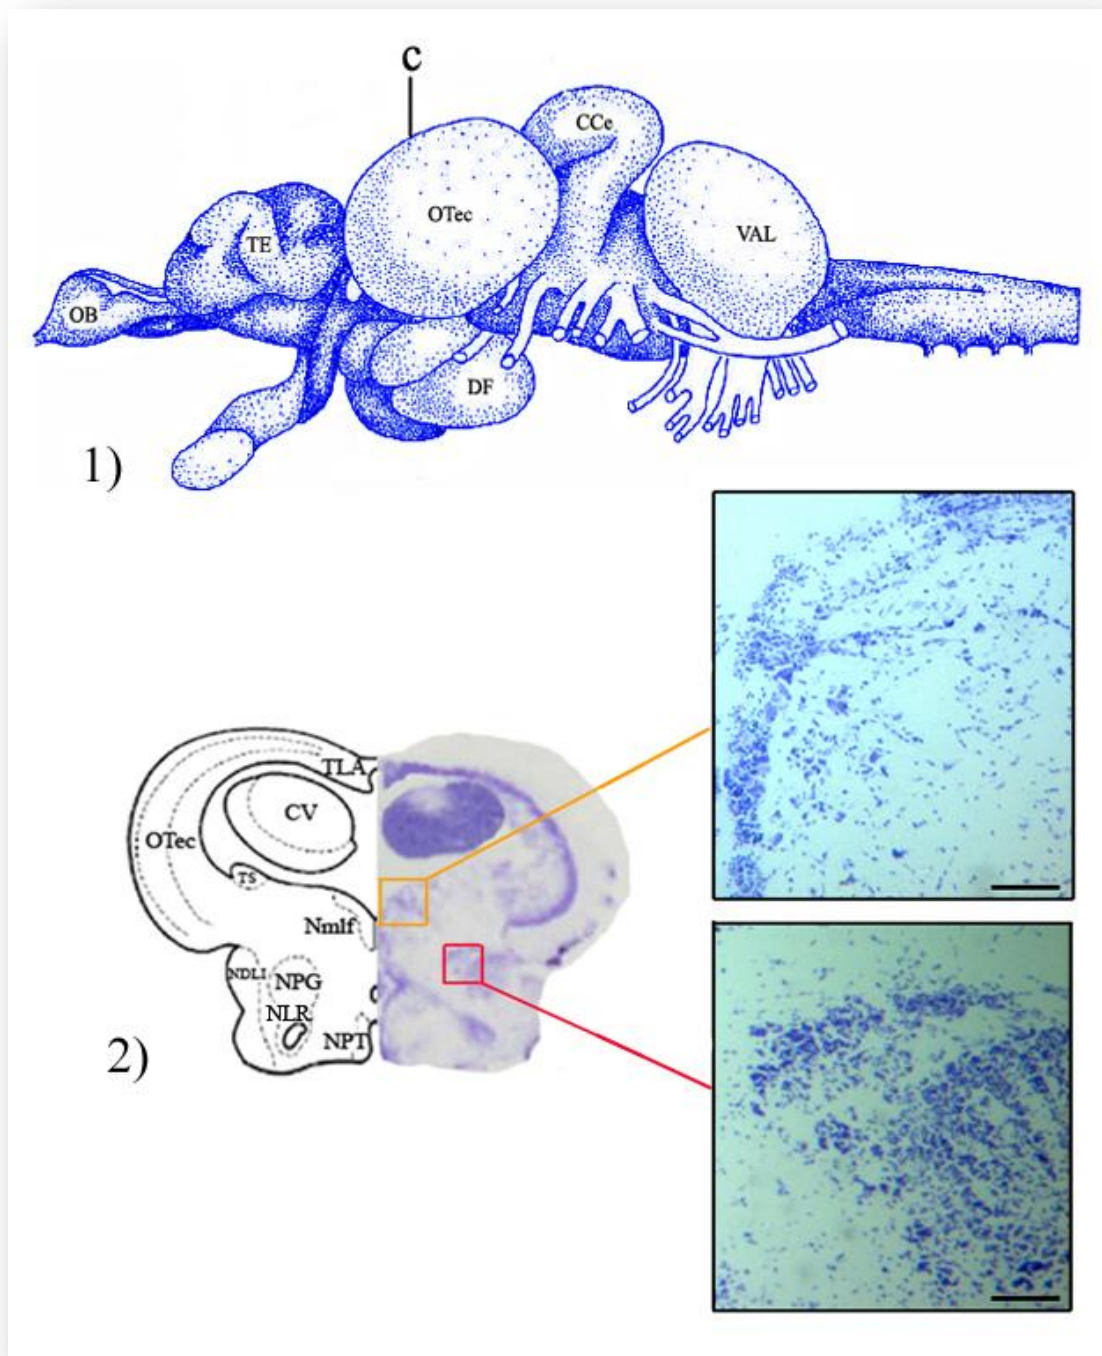 c
CCe
OTec
VAL
TE
OB
DF
1)
TLA
CV
OTec
TS
Nmlf
NDLI
NPG
NLR
NPT
2)